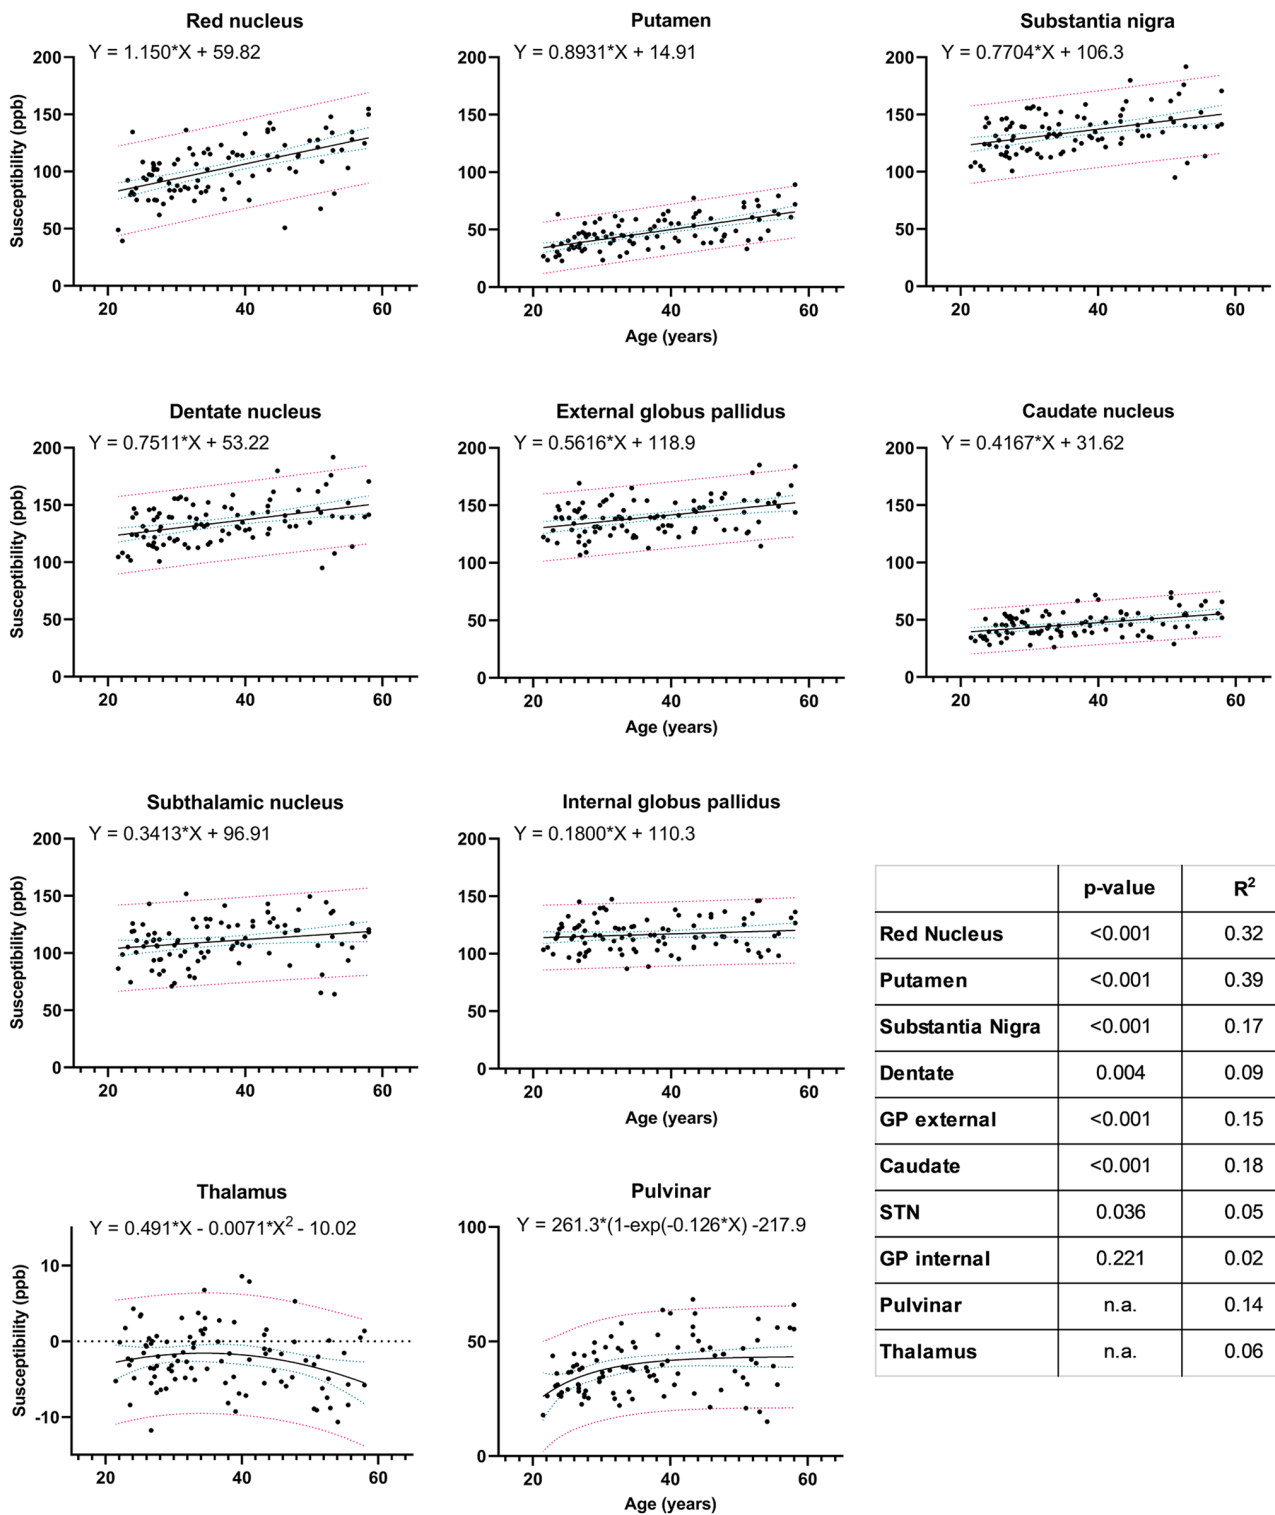 Red nucleus
Y = 1.150*X + 59.82
Susceptibility (ppb)
200
150
100
50
0
20 40 60
Putamen
Y = 0.8931*X + 14.91
200
150
100
50
0
20 40 60
Age (years)
Substantia nigra
Y = 0.7704*X + 106.3
200
150
100
50
0
20 40 60
Dentate nucleus
Y = 0.7511*X + 53.22
Susceptibility (ppb)
200
150
100
50
0
20 40 60
External globus pallidus
Y = 0.5616*X + 118.9
200
150
100
50
0
20 40 60
Age (years)
Caudate nucleus
Y = 0.4167*X + 31.62
200
150
100
50
0
20 40 60
Subthalamic nucleus
Y = 0.3413*X + 96.91
Susceptibility (ppb)
200
150
100
50
0
20 40 60
Internal globus pallidus
Y = 0.1800*X + 110.3
200
150
100
50
0
20 40 60
Age (years)
p-value R²
Red Nucleus <0.001 0.32
Putamen <0.001 0.39
Substantia Nigra <0.001 0.17
Dentate 0.004 0.09
GP external <0.001 0.15
Caudate <0.001 0.18
STN 0.036 0.05
GP internal 0.221 0.02
Pulvinar n.a. 0.14
Thalamus n.a. 0.06
Thalamus
Y = 0.491*X - 0.0071*X² - 10.02
Susceptibility (ppb)
10
0
-10
20 40 60
Pulvinar
Y = 261.3*(1-exp(-0.126*X) -217.9
100
50
0
20 40 60
Age (years)